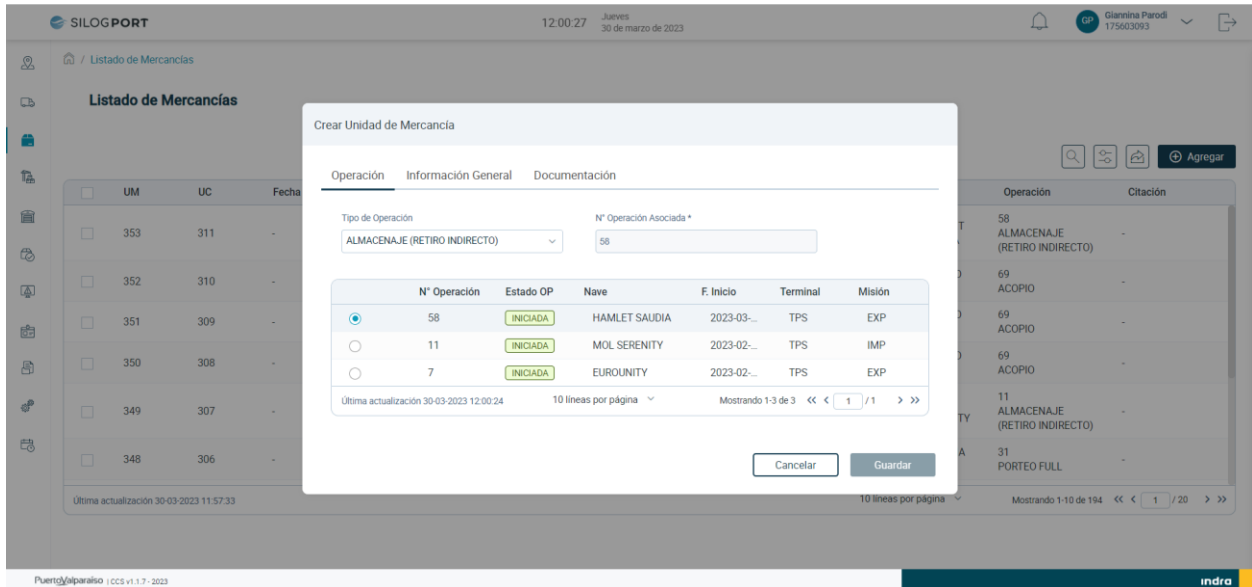 SILOGPORT
12:00:27
Jueves
30 de marzo de 2023
GP
Giannina Parodi
175603093
/ Listado de Mercancías
Listado de Mercancías
Agregar
UM UC Fecha Operación Citación
353 311 - 58 ALMACENAJE (RETIRO INDIRECTO) -
352 310 - 69 ACOPIO -
351 309 - 69 ACOPIO -
350 308 - 69 ACOPIO -
349 307 - TY 11 ALMACENAJE (RETIRO INDIRECTO) -
348 306 - A 31 PORTEO FULL -
Última actualización 30-03-2023 11:57:33
10 líneas por página
Mostrando 1-10 de 194 << < 1 / 20 > >>
Crear Unidad de Mercancía
Operación Información General Documentación
Tipo de Operación N° Operación Asociada *
ALMACENAJE (RETIRO INDIRECTO) 58
N° Operación Estado OP Nave F. Inicio Terminal Misión
58 INICIADA HAMLET SAUDIA 2023-03-... TPS EXP
11 INICIADA MOL SERENITY 2023-02-... TPS IMP
7 INICIADA EUROUNITY 2023-02-... TPS EXP
Última actualización 30-03-2023 12:00:24 10 líneas por página Mostrando 1-3 de 3 << < 1 / 1 > >>
Cancelar Guardar
PuertoValparaíso | CCS v1.1.7 - 2023
indra